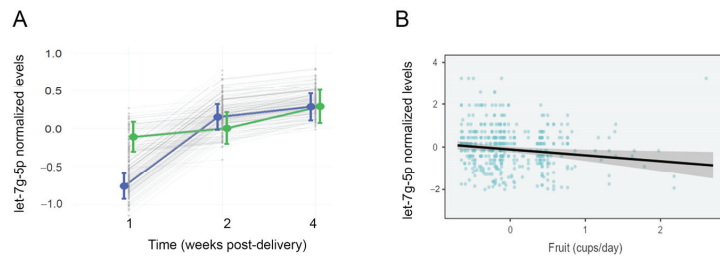 A
let-7g-5p normalized evels
1.0
0.5
0.0
−0.5
−1.0
1
2
4
Time (weeks post-delivery)
B
let-7g-5p normalized levels
4
2
0
−2
0
1
2
Fruit (cups/day)